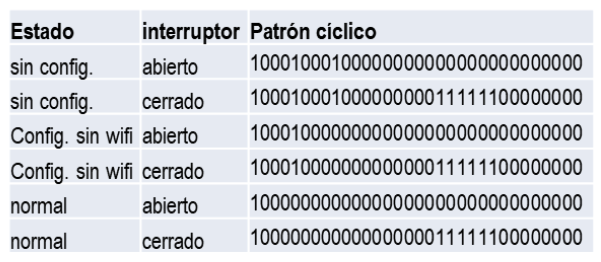 Estado interruptor Patrón cíclico
sin config. abierto 10001000100000000000000000000000
sin config. cerrado 10001000100000000011111100000000
Config. sin wifi abierto 10001000000000000000000000000000
Config. sin wifi cerrado 10001000000000000011111100000000
normal abierto 10000000000000000000000000000000
normal cerrado 10000000000000000011111100000000